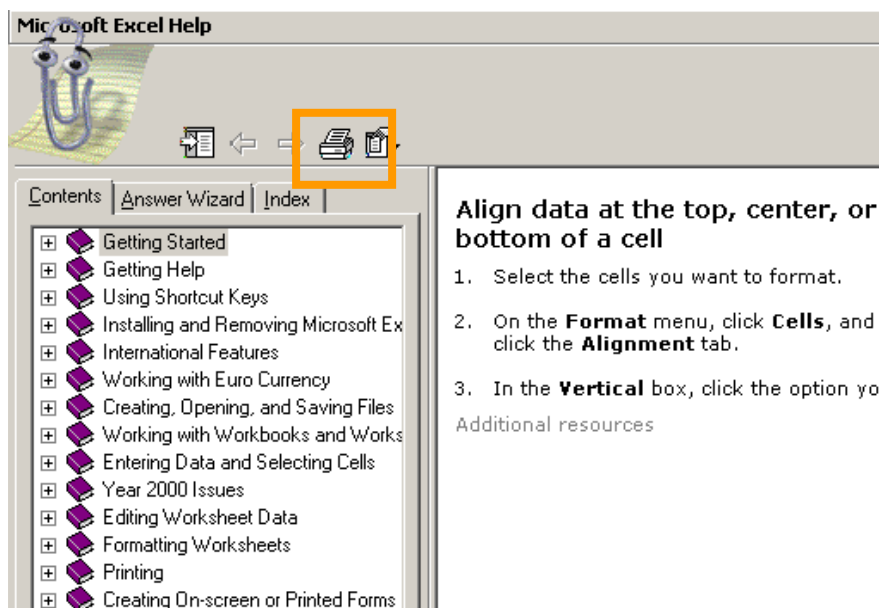 Microsoft Excel Help
Contents
Answer Wizard
Index
Getting Started
Getting Help
Using Shortcut Keys
Installing and Removing Microsoft Ex
International Features
Working with Euro Currency
Creating, Opening, and Saving Files
Working with Workbooks and Works
Entering Data and Selecting Cells
Year 2000 Issues
Editing Worksheet Data
Formatting Worksheets
Printing
Creating On-screen or Printed Forms
Align data at the top, center, or
bottom of a cell
1. Select the cells you want to format.
2. On the Format menu, click Cells, and
click the Alignment tab.
3. In the Vertical box, click the option yo
Additional resources